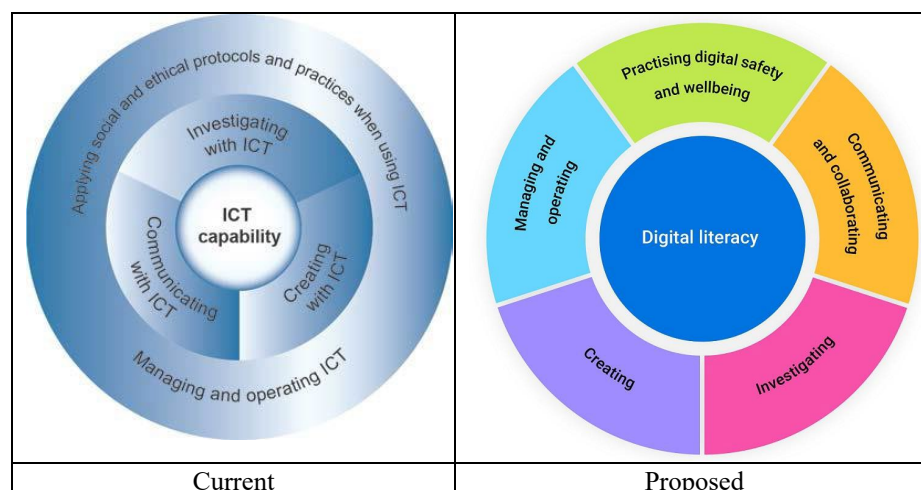 Applying social and ethical protocols and practices when using ICT
Investigating
with ICT
ICT
capability
Communicating
with ICT
Creating
with ICT
Managing and operating ICT
Practising digital safety
and wellbeing
Managing and
operating
Communicating
and collaborating
Digital literacy
Creating
Investigating
Current
Proposed